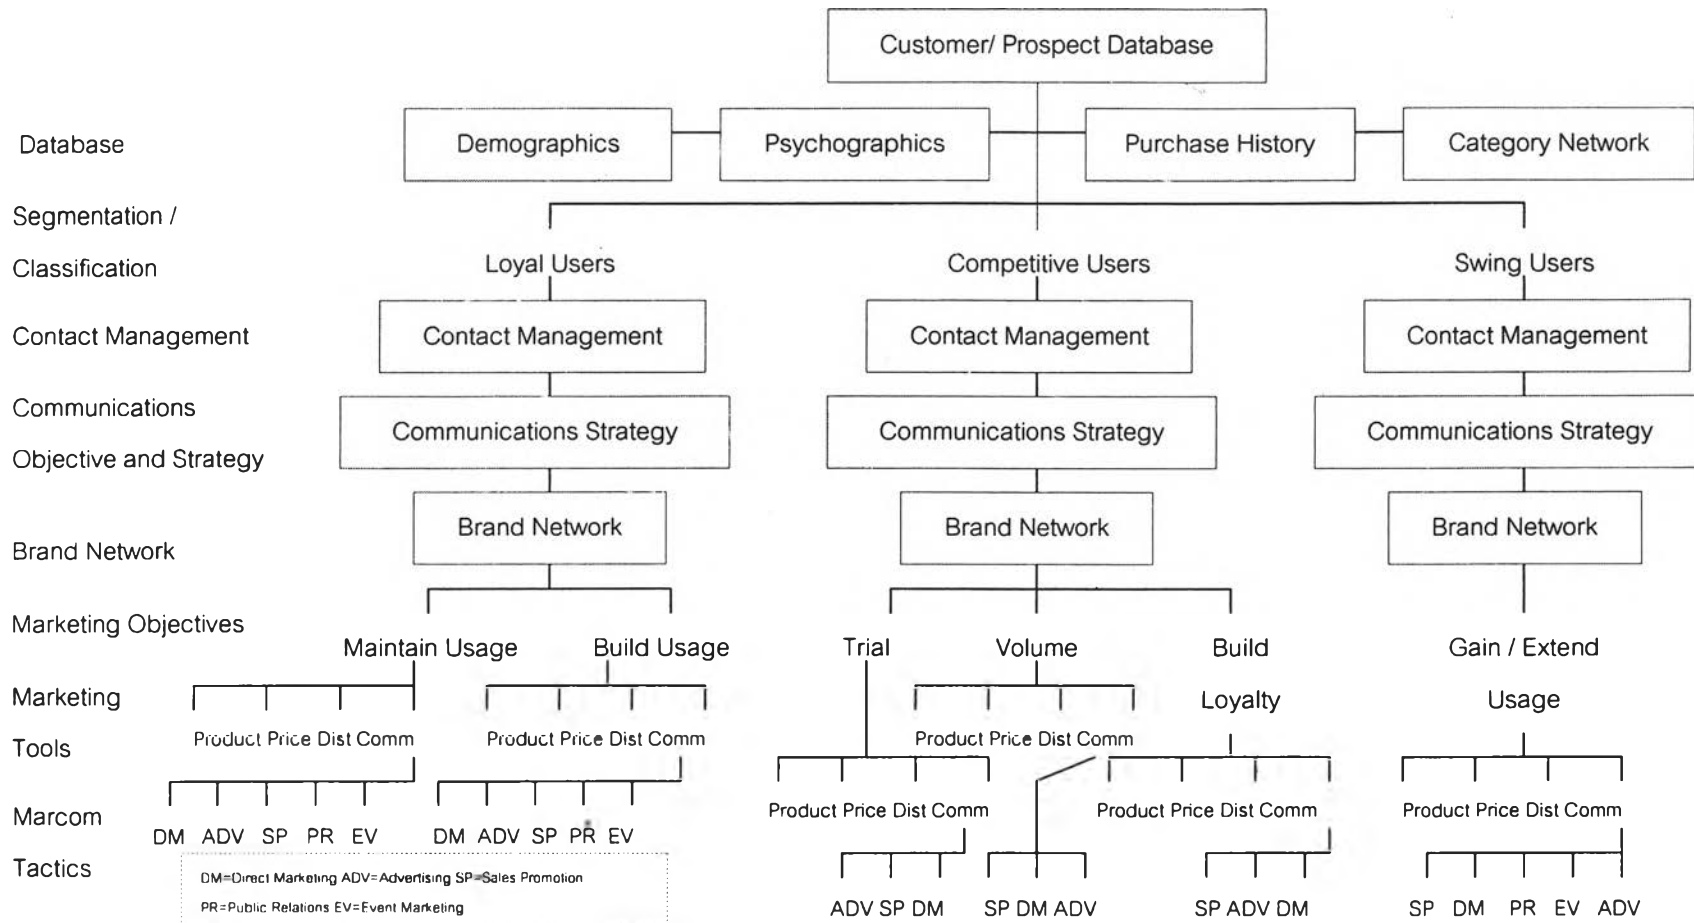 Customer/ Prospect Database
Database
Demographics
Psychographics
Purchase History
Category Network
Segmentation /
Classification
Loyal Users
Competitive Users
Swing Users
Contact Management
Contact Management
Contact Management
Contact Management
Communications
Objective and Strategy
Communications Strategy
Communications Strategy
Communications Strategy
Brand Network
Brand Network
Brand Network
Brand Network
Marketing Objectives
Maintain Usage
Build Usage
Trial
Volume
Build
Loyalty
Gain / Extend
Usage
Marketing
Tools
Product Price Dist Comm
Product Price Dist Comm
Product Price Dist Comm
Product Price Dist Comm
Product Price Dist Comm
Product Price Dist Comm
Marcom
Tactics
DM ADV SP PR EV
DM ADV SP PR EV
ADV SP DM
SP DM ADV
SP ADV DM
SP DM PR EV ADV
DM=Direct Marketing ADV=Advertising SP=Sales Promotion
PR=Public Relations EV=Event Marketing